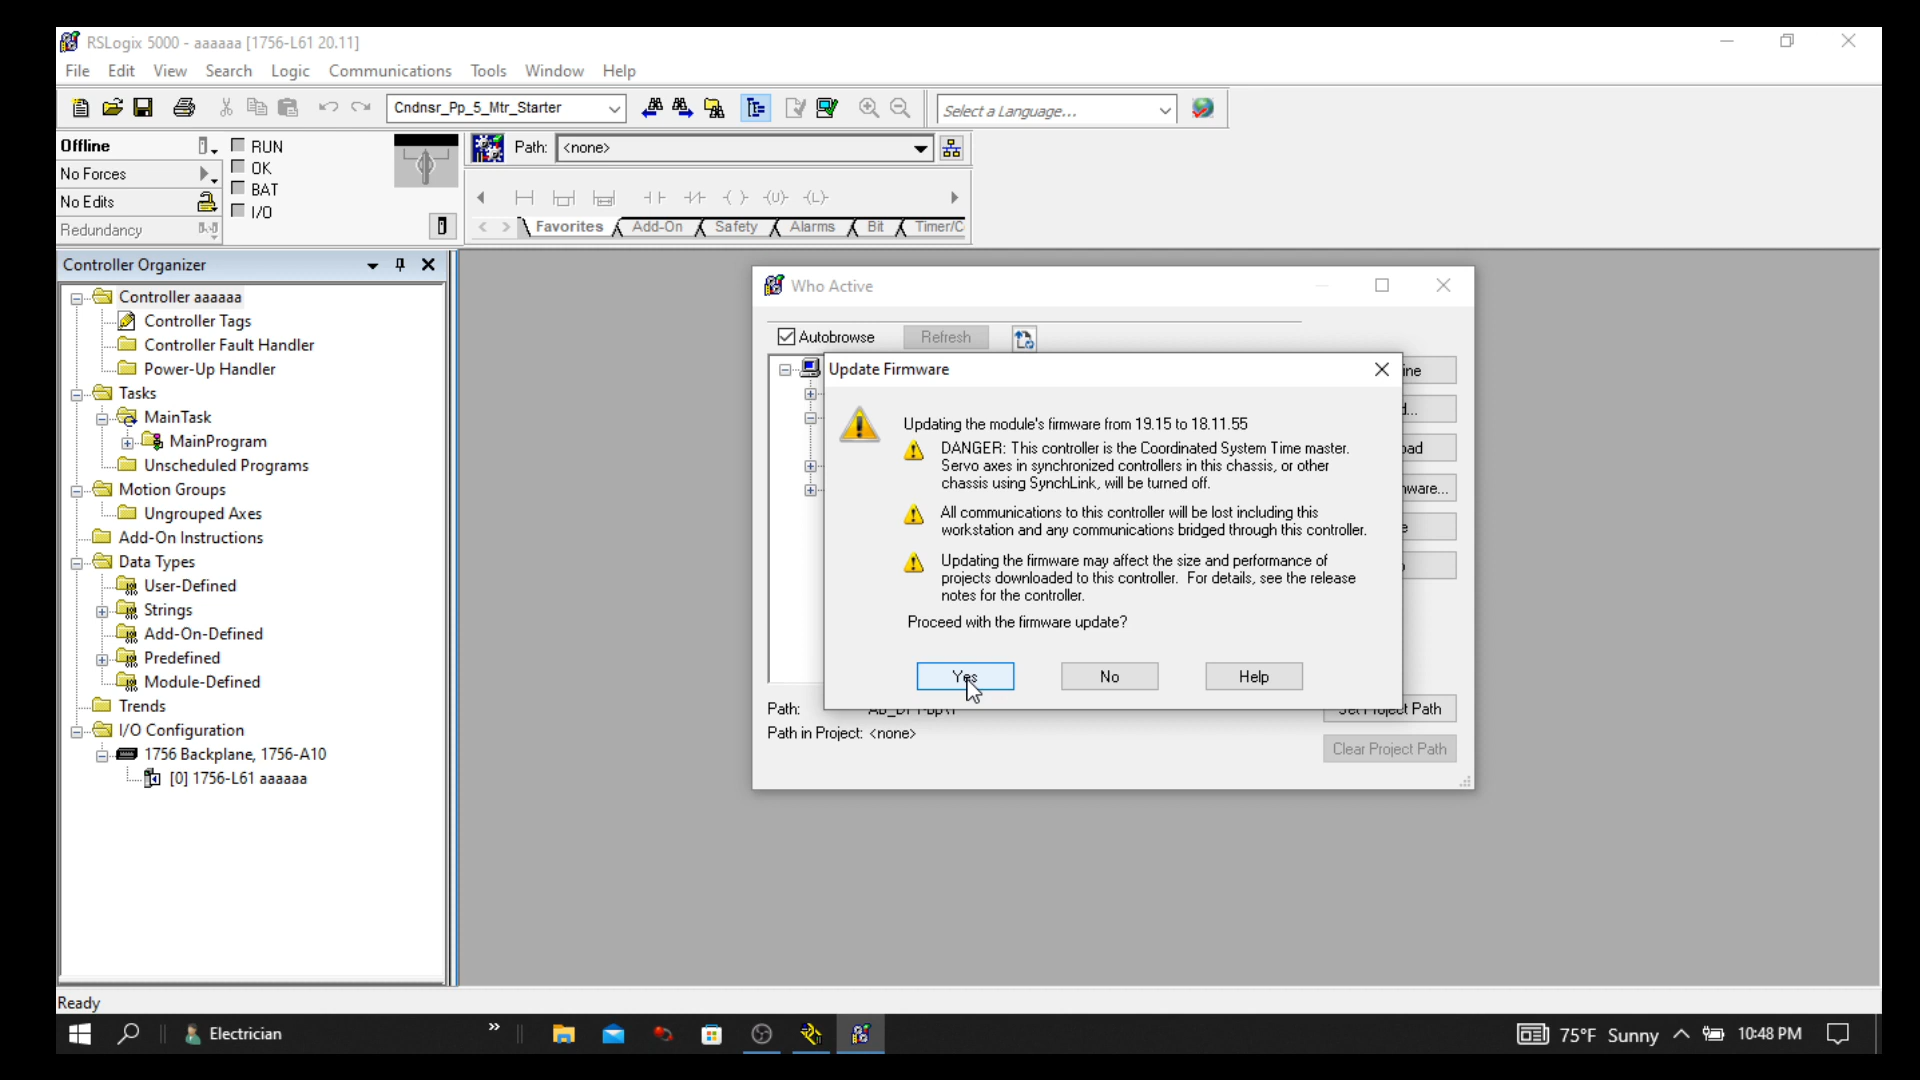 RSLogix 5000 - aaaaaa [1756-L61 20.11]
File Edit View Search Logic Communications Tools Window Help
Cndnsr_Pp_5_Mtr_Starter
Select a Language...
Offline
RUN
No Forces
OK
No Edits
BAT
Redundancy
I/O
Path: <none>
Favorites Add-On Safety Alarms Bit Timer/C
Controller Organizer
Controller aaaaaa
Controller Tags
Controller Fault Handler
Power-Up Handler
Tasks
MainTask
MainProgram
Unscheduled Programs
Motion Groups
Ungrouped Axes
Add-On Instructions
Data Types
User-Defined
Strings
Add-On-Defined
Predefined
Module-Defined
Trends
I/O Configuration
1756 Backplane, 1756-A10
[0] 1756-L61 aaaaaa
Who Active
Autobrowse
Refresh
Update Firmware
Updating the module's firmware from 19.15 to 18.11.55
DANGER: This controller is the Coordinated System Time master.
Servo axes in synchronized controllers in this chassis, or other
chassis using SynchLink, will be turned off.
All communications to this controller will be lost including this
workstation and any communications bridged through this controller.
Updating the firmware may affect the size and performance of
projects downloaded to this controller. For details, see the release
notes for the controller.
Proceed with the firmware update?
Yes
No
Help
Path:
Set Project Path
Path in Project: <none>
Clear Project Path
Ready
Electrician
75°F Sunny
10:48 PM